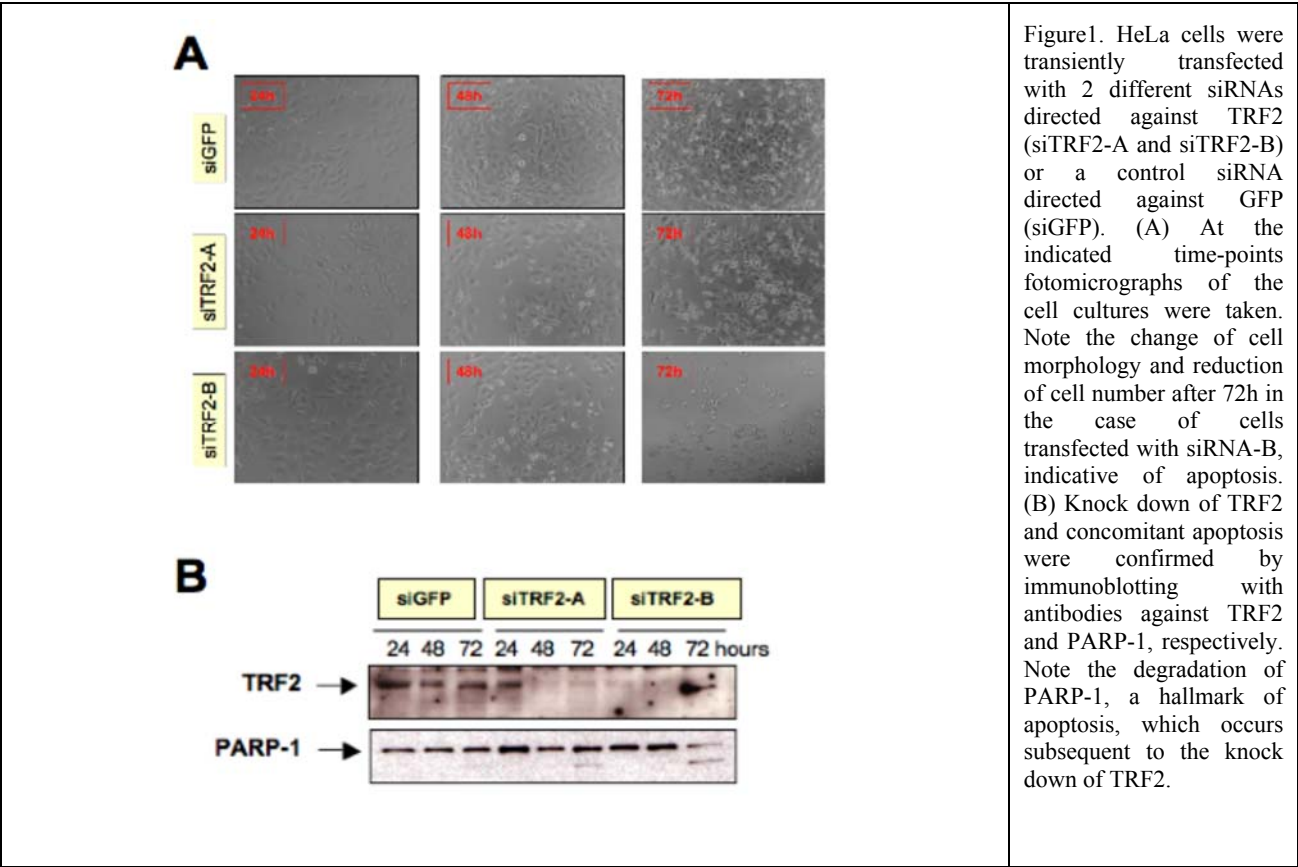 A
siGFP
24h
48h
72h
siTRF2-A
24h
48h
72h
siTRF2-B
24h
48h
72h
B
siGFP
siTRF2-A
siTRF2-B
24 48 72 24 48 72 24 48 72 hours
TRF2
PARP-1
Figure1. HeLa cells were
transiently transfected
with 2 different siRNAs
directed against TRF2
(siTRF2-A and siTRF2-B)
or a control siRNA
directed against GFP
(siGFP). (A) At the
indicated time-points
fotomicrographs of the
cell cultures were taken.
Note the change of cell
morphology and reduction
of cell number after 72h in
the case of cells
transfected with siRNA-B,
indicative of apoptosis.
(B) Knock down of TRF2
and concomitant apoptosis
were confirmed by
immunoblotting with
antibodies against TRF2
and PARP-1, respectively.
Note the degradation of
PARP-1, a hallmark of
apoptosis, which occurs
subsequent to the knock
down of TRF2.